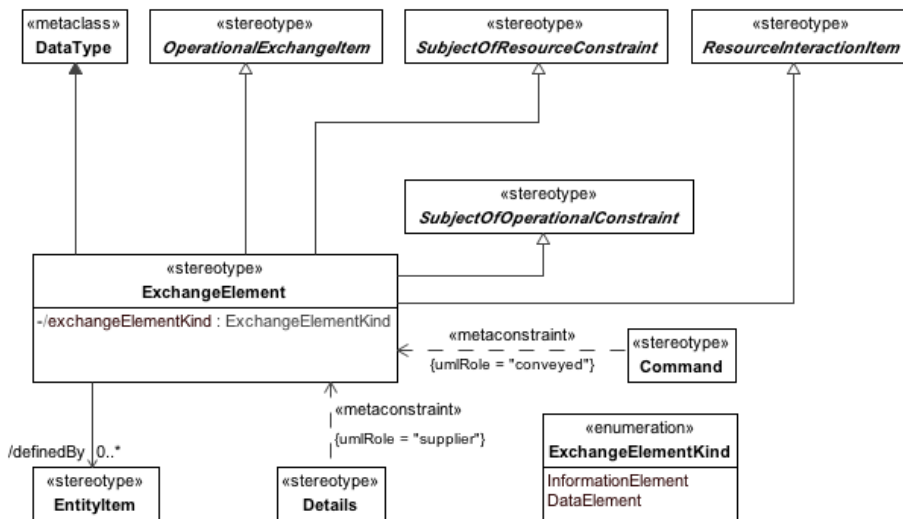 «metaclass»
DataType
«stereotype»
OperationalExchangeItem
«stereotype»
SubjectOfResourceConstraint
«stereotype»
ResourceInteractionItem
«stereotype»
SubjectOfOperationalConstraint
«stereotype»
ExchangeElement
-/exchangeElementKind : ExchangeElementKind
«metaconstraint»
{umlRole = "conveyed"}
«stereotype»
Command
«metaconstraint»
{umlRole = "supplier"}
/definedBy 0..*
«stereotype»
EntityItem
«stereotype»
Details
«enumeration»
ExchangeElementKind
InformationElement
DataElement